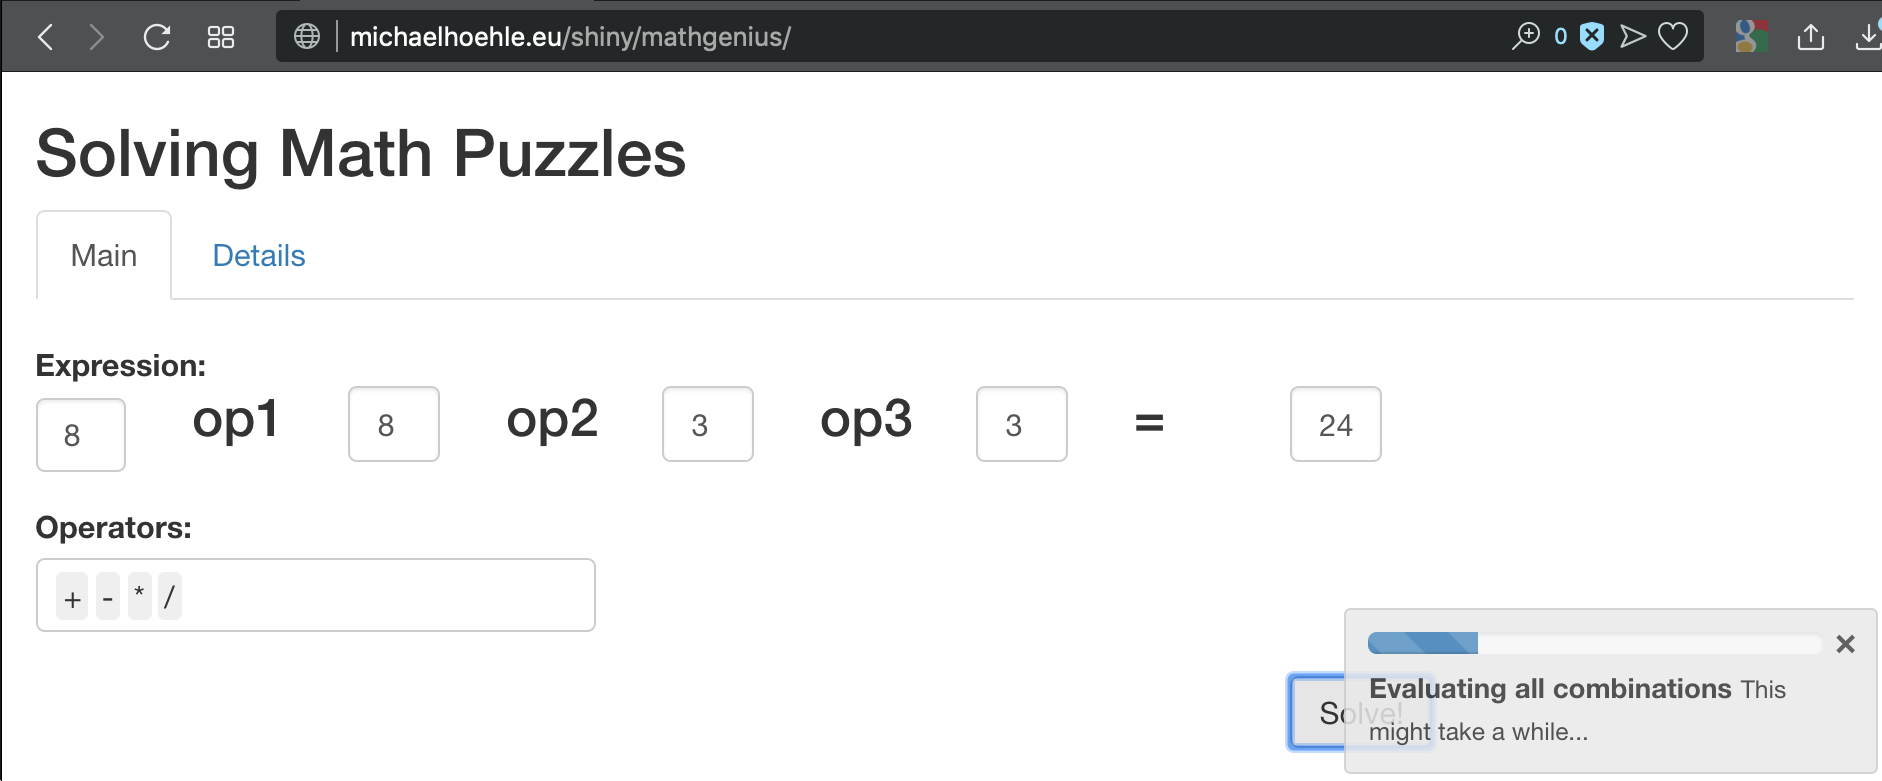 michaelhoehle.eu/shiny/mathgenius/ 0
Solving Math Puzzles
Main Details
Expression:
8 op1 8 op2 3 op3 3 = 24
Operators:
+ - * /
Solve!
Evaluating all combinations This
might take a while...